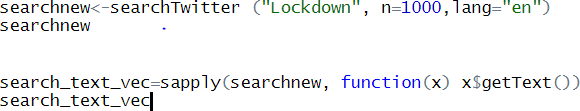 searchnew<-searchTwitter ("Lockdown", n=1000,lang="en")
searchnew
search_text_vec=sapply(searchnew, function(x) x$getText())
search_text_vec